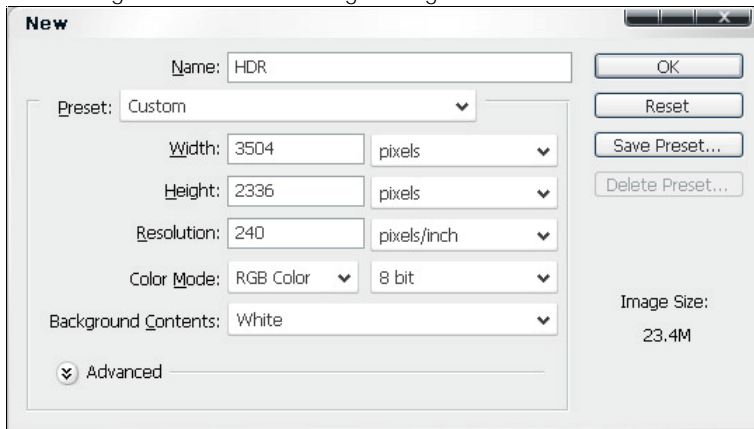 New
Name: HDR
OK
Preset: Custom
Reset
Width: 3504 pixels
Save Preset...
Height: 2336 pixels
Delete Preset...
Resolution: 240 pixels/inch
Color Mode: RGB Color 8 bit
Image Size:
Background Contents: White
23.4M
Advanced